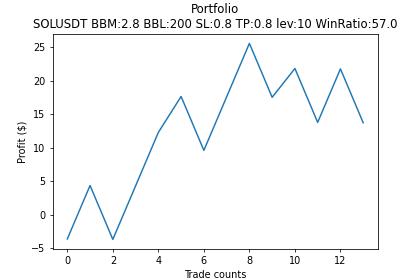 Portfolio
SOLUSDT BBM:2.8 BBL:200 SL:0.8 TP:0.8 lev:10 WinRatio:57.0
25
20
15
10
5
0
−5
Profit ($)
0 2 4 6 8 10 12
Trade counts